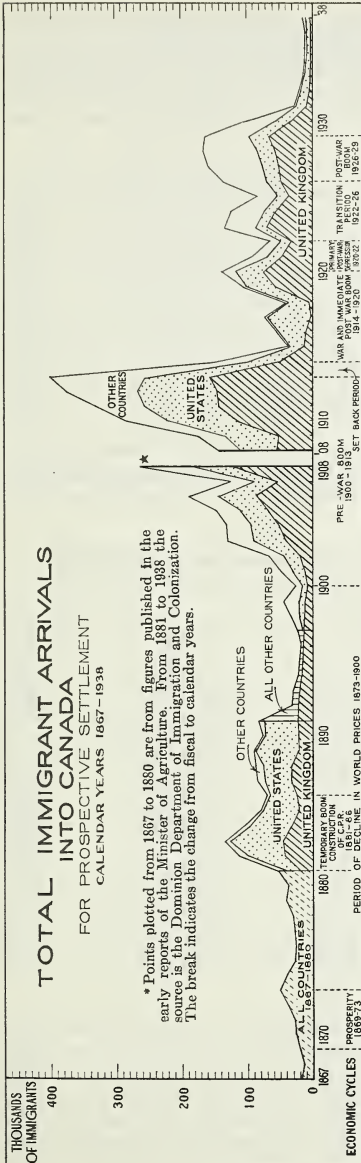 TOTAL IMMIGRANT ARRIVALS
INTO CANADA
FOR PROSPECTIVE SETTLEMENT
CALENDAR YEARS 1867–1938
THOUSANDS
OF IMMIGRANTS
400
300
200
100
0
* Points plotted from 1867 to 1880 are from figures published in the
early reports of the Minister of Agriculture. From 1881 to 1938 the
source is the Dominion Department of Immigration and Colonization.
The break indicates the change from fiscal to calendar years.
ALL COUNTRIES
1867-1880
OTHER COUNTRIES
ALL OTHER COUNTRIES
UNITED STATES
UNITED KINGDOM
*
OTHER
COUNTRIES
UNITED
STATES
UNITED KINGDOM
1867
1870
1880
1890
1900
1908
'08
1910
1920
1930
38
ECONOMIC CYCLES
PROSPERITY
1869-73
TEMPORARY BOOM
CONSTRUCTION
OF C.P.R.
1881-86
PERIOD OF DECLINE IN WORLD PRICES 1873-1900
PRE-WAR BOOM
1900-1913
SET BACK PERIOD
WAR AND IMMEDIATE
POST WAR BOOM
1914-1920
PRIMARY
POST-WAR
DEPRESSION
1920-22
TRANSITION
PERIOD
1922-26
POST-WAR
BOOM
1926-29